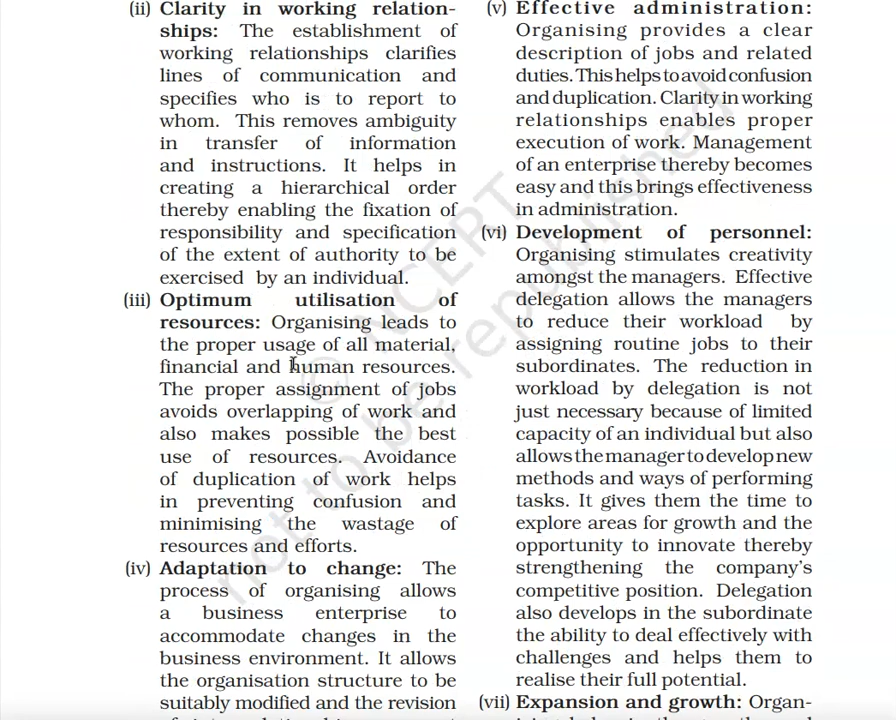 (ii) Clarity in working relation-
ships: The establishment of
working relationships clarifies
lines of communication and
specifies who is to report to
whom. This removes ambiguity
in transfer of information
and instructions. It helps in
creating a hierarchical order
thereby enabling the fixation of
responsibility and specification
of the extent of authority to be
exercised by an individual.
(iii) Optimum utilisation of
resources: Organising leads to
the proper usage of all material,
financial and human resources.
The proper assignment of jobs
avoids overlapping of work and
also makes possible the best
use of resources. Avoidance
of duplication of work helps
in preventing confusion and
minimising the wastage of
resources and efforts.
(iv) Adaptation to change: The
process of organising allows
a business enterprise to
accommodate changes in the
business environment. It allows
the organisation structure to be
suitably modified and the revision
(v) Effective administration:
Organising provides a clear
description of jobs and related
duties. This helps to avoid confusion
and duplication. Clarity in working
relationships enables proper
execution of work. Management
of an enterprise thereby becomes
easy and this brings effectiveness
in administration.
(vi) Development of personnel:
Organising stimulates creativity
amongst the managers. Effective
delegation allows the managers
to reduce their workload by
assigning routine jobs to their
subordinates. The reduction in
workload by delegation is not
just necessary because of limited
capacity of an individual but also
allows the manager to develop new
methods and ways of performing
tasks. It gives them the time to
explore areas for growth and the
opportunity to innovate thereby
strengthening the company's
competitive position. Delegation
also develops in the subordinate
the ability to deal effectively with
challenges and helps them to
realise their full potential.
(vii) Expansion and growth: Organ-
© NCERT
not to be republished